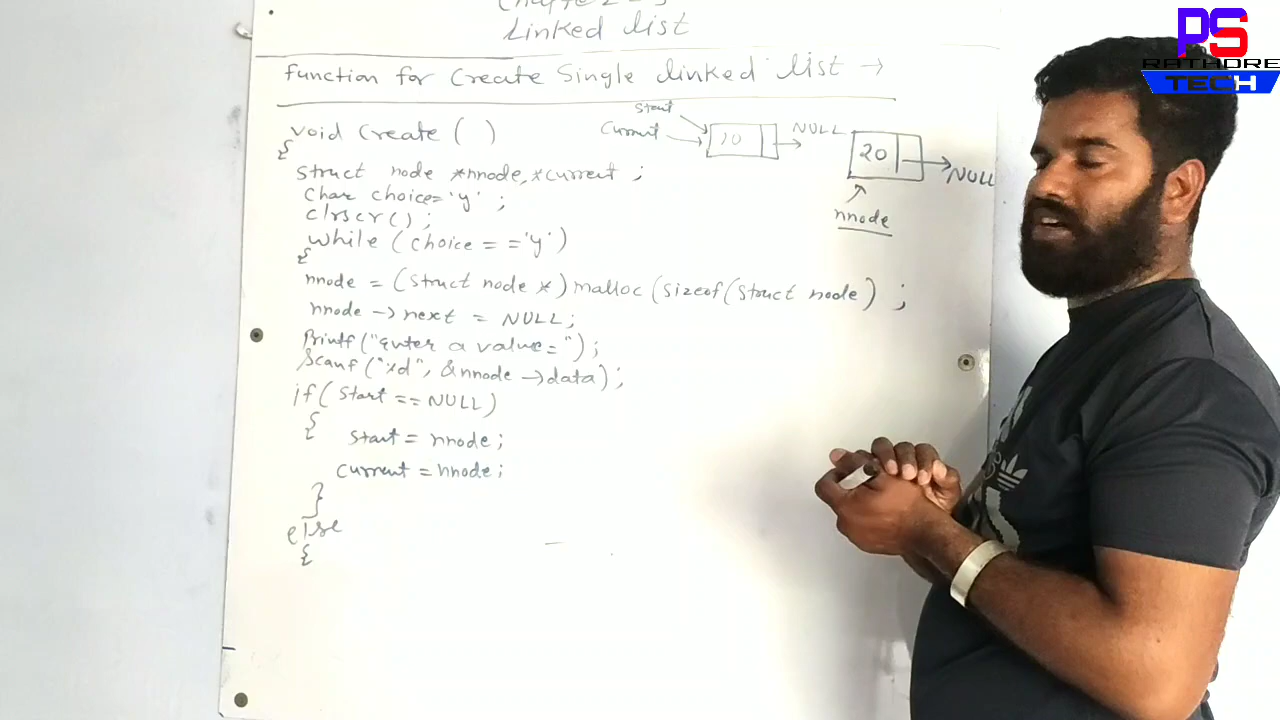 Linked list
function for Create Single linked list →
void Create ( )
{
struct node *nnode, *current ;
Char choice='y' ;
clrscr() ;
while (choice = ='y')
{
nnode = (struct node *) malloc (sizeof(struct node) ;
nnode → next = NULL;
Printf("Enter a value=");
Scanf("%d", &nnode →data);
if( start == NULL)
{
start = nnode ;
Current = nnode ;
}
else
{
Start
Current
10
NULL
20
NULL
nnode
PS
RATHORE
TECH